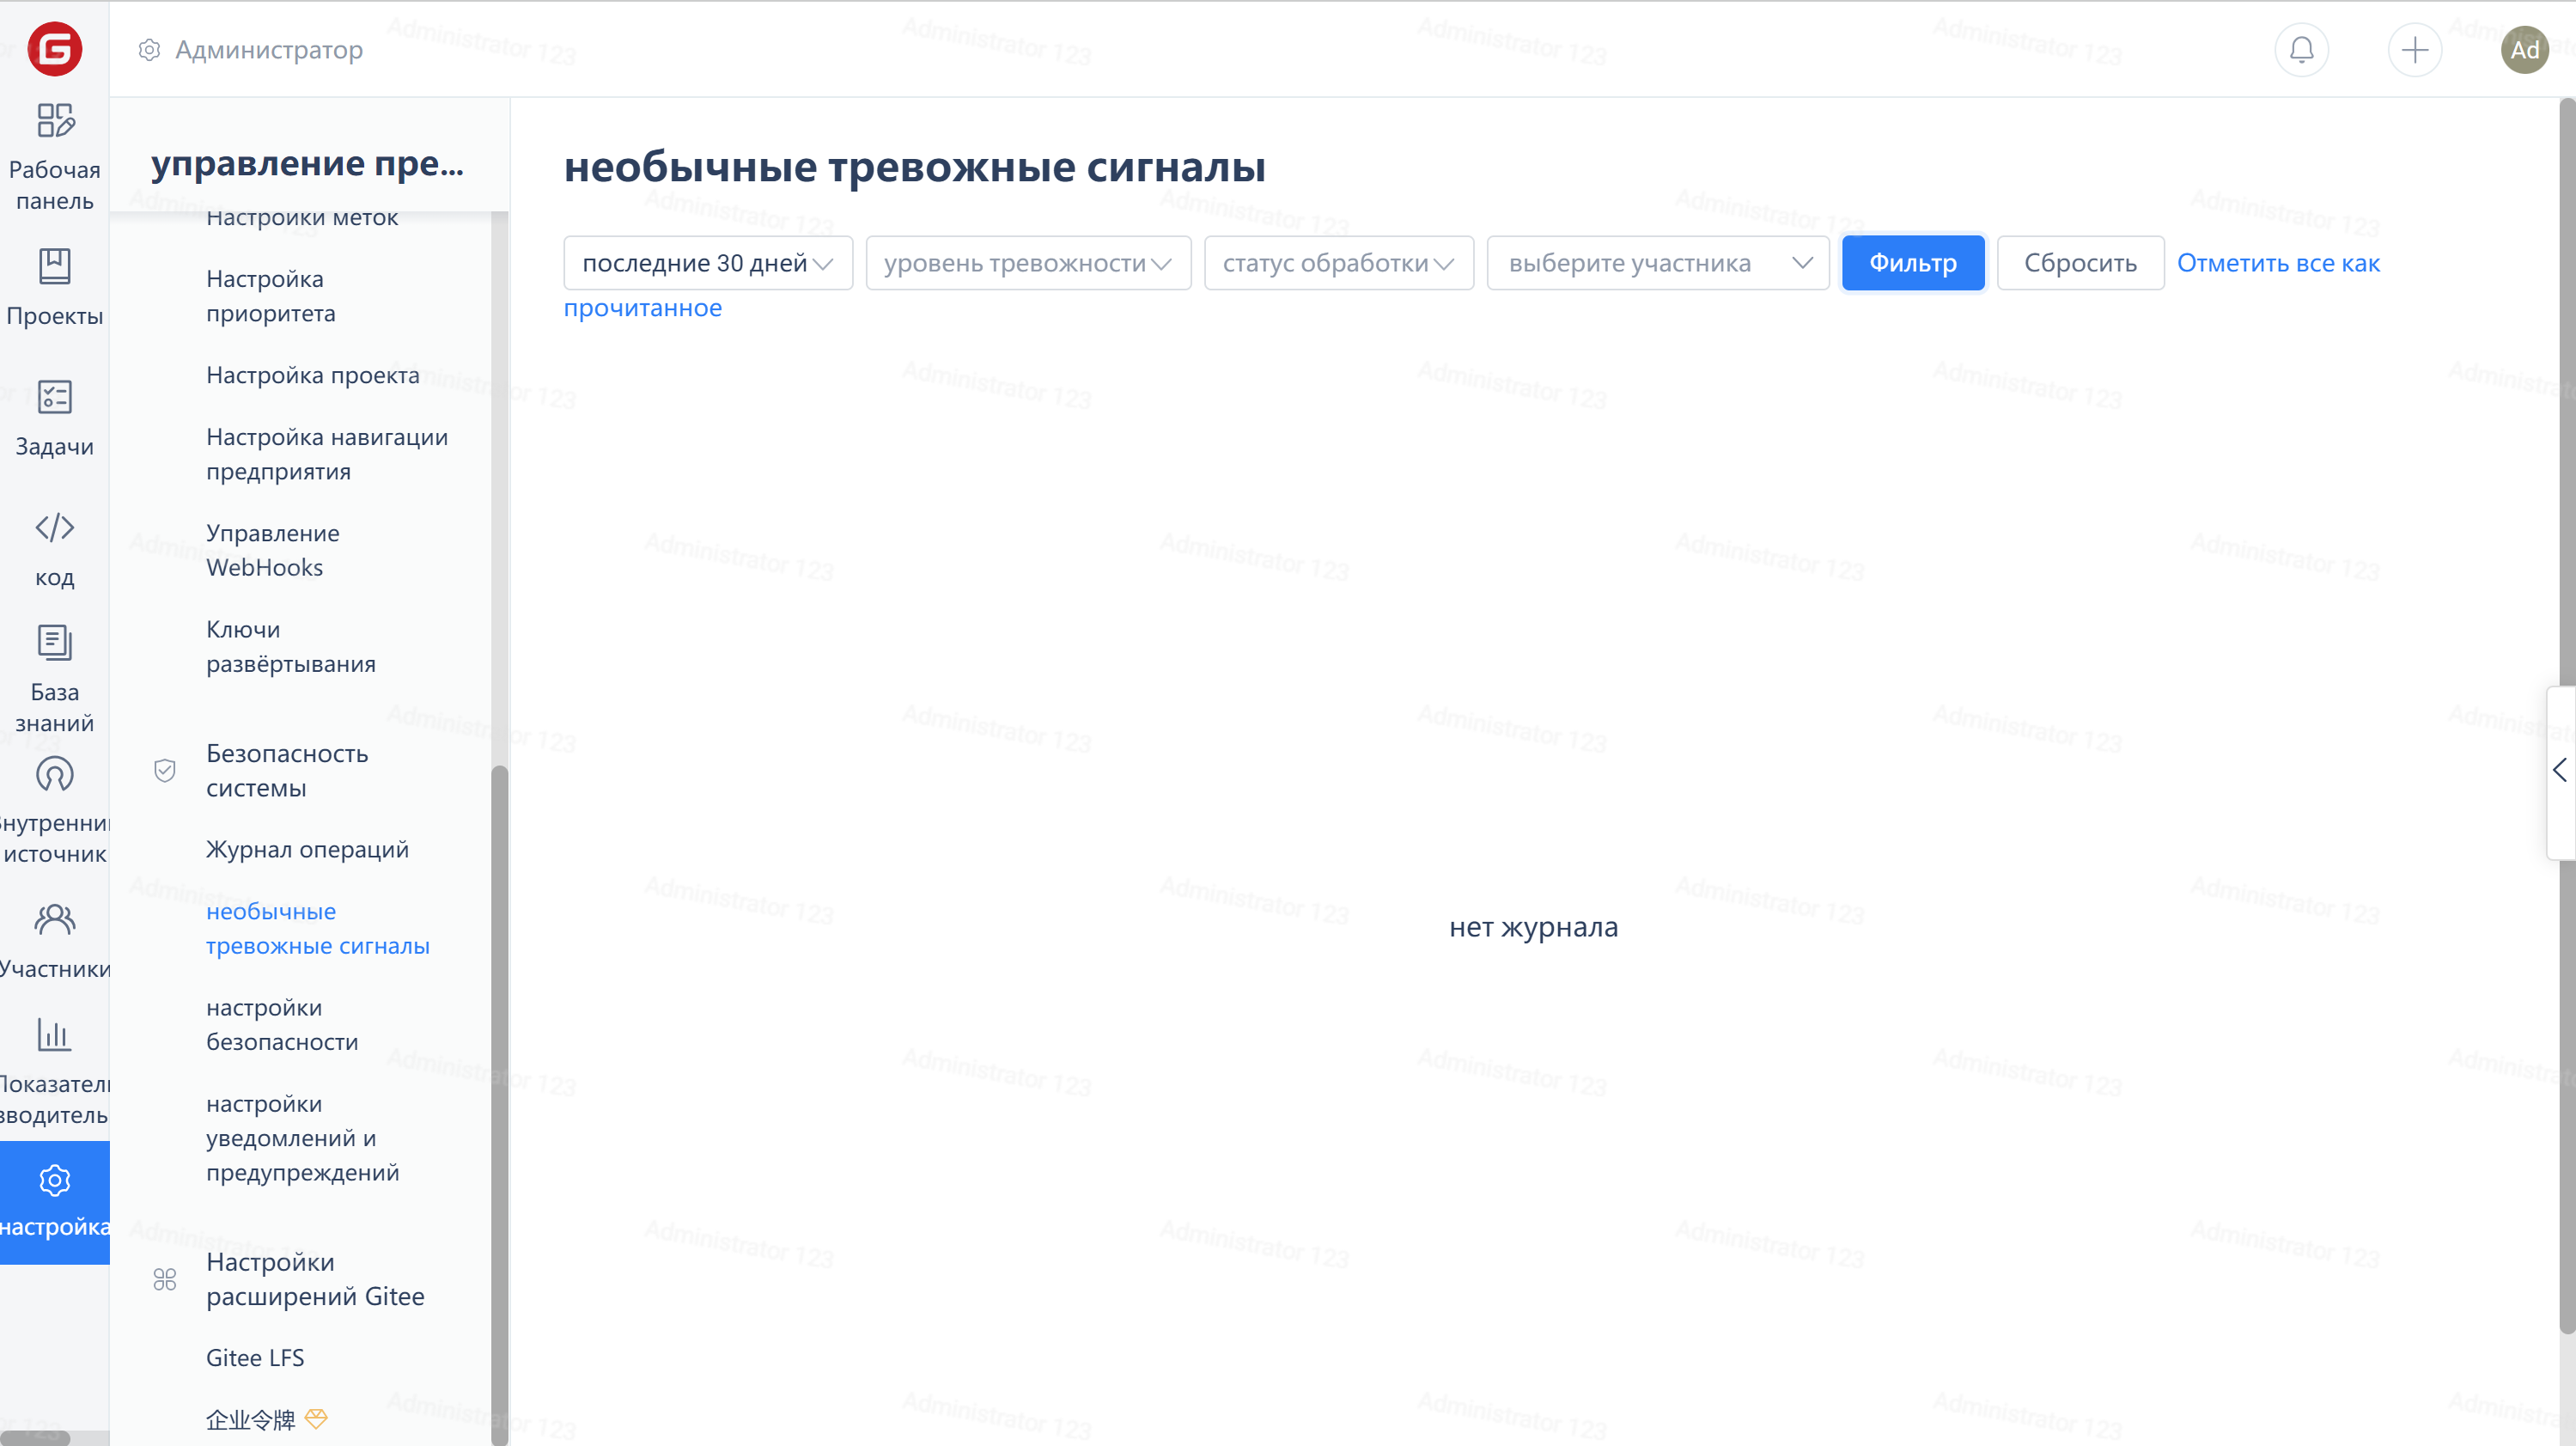 Администратор
Ad
Рабочая
панель
Проекты
Задачи
код
База
знаний
источник
Участники
настройка
управление пре...
Настройки меток
Настройка
приоритета
Настройка проекта
Настройка навигации
предприятия
Управление
WebHooks
Ключи
развёртывания
Безопасность
системы
Журнал операций
необычные
тревожные сигналы
настройки
безопасности
настройки
уведомлений и
предупреждений
Настройки
расширений Gitee
Gitee LFS
企业令牌
необычные тревожные сигналы
последние 30 дней
уровень тревожности
статус обработки
выберите участника
Фильтр
Сбросить
Отметить все как
прочитанное
нет журнала
Administrator 123